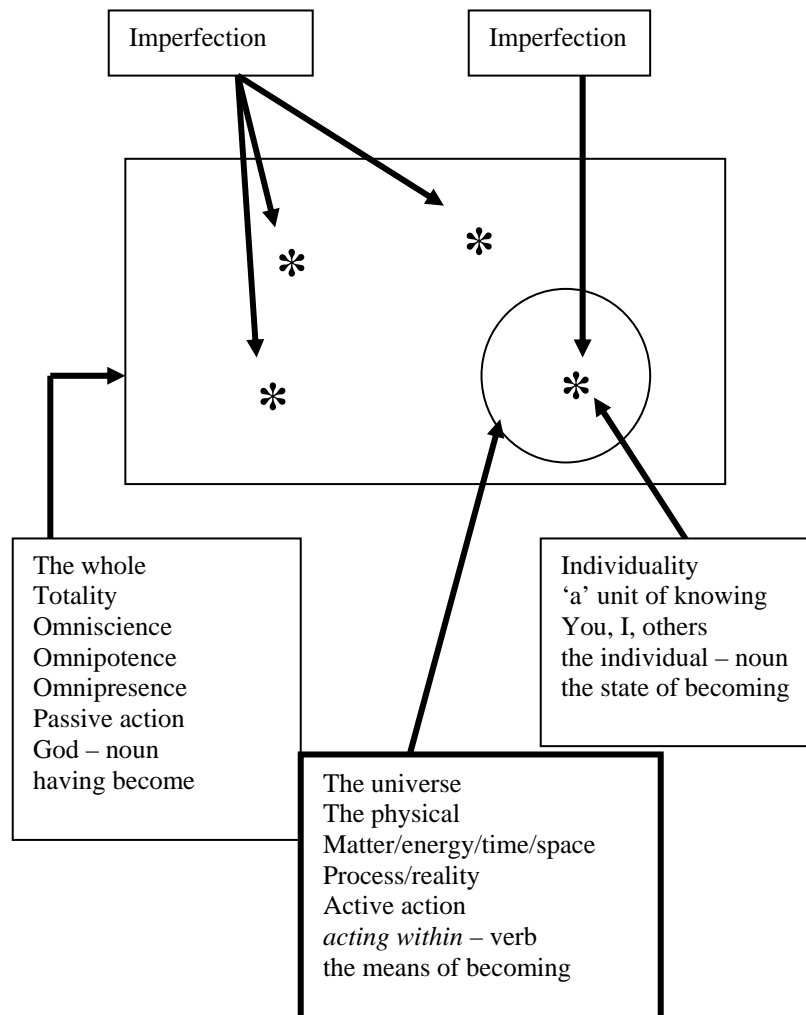 Imperfection
Imperfection
The whole
Totality
Omniscience
Omnipotence
Omnipresence
Passive action
God – noun
having become
Individuality
‘a’ unit of knowing
You, I, others
the individual – noun
the state of becoming
The universe
The physical
Matter/energy/time/space
Process/reality
Active action
acting within – verb
the means of becoming